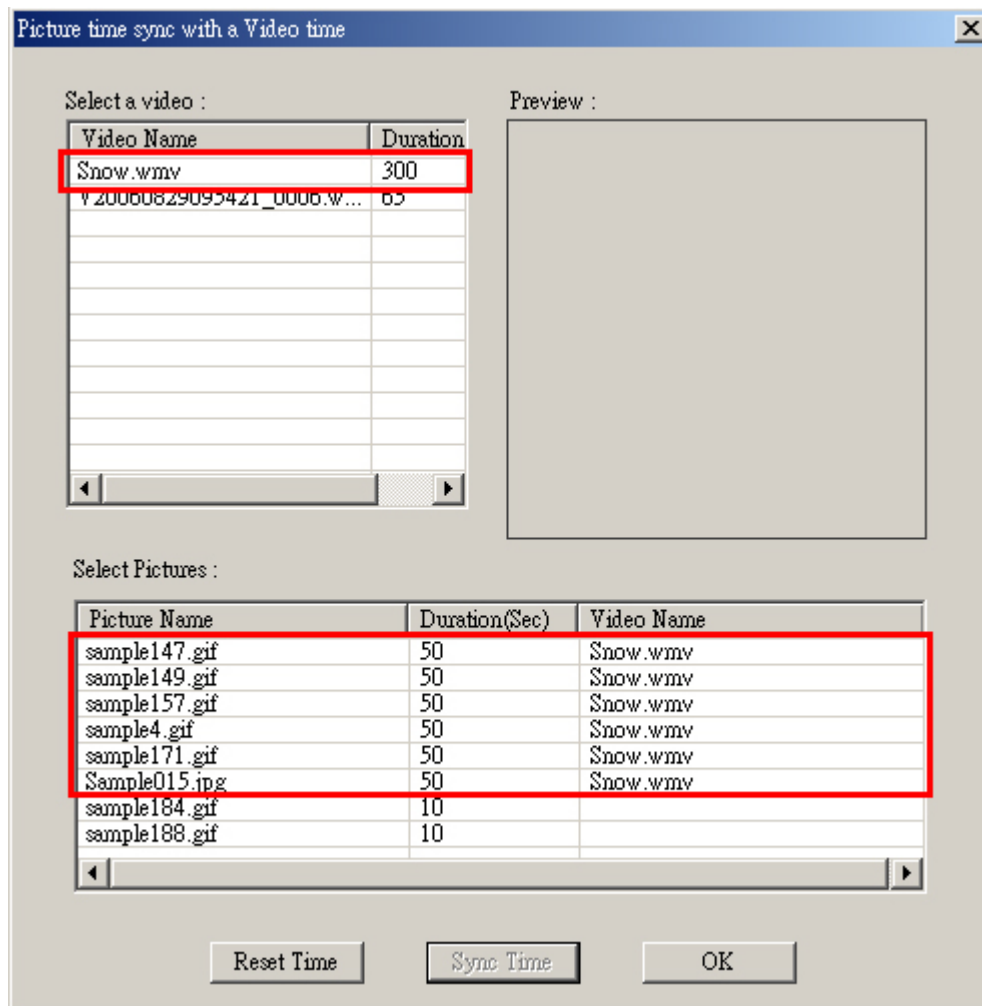 Picture time sync with a Video time
Select a video :
Preview :
Video Name Duration
Snow.wmv 300
V20060829095421_0006.w... 65
Select Pictures :
Picture Name Duration(Sec) Video Name
sample147.gif 50 Snow.wmv
sample149.gif 50 Snow.wmv
sample157.gif 50 Snow.wmv
sample4.gif 50 Snow.wmv
sample171.gif 50 Snow.wmv
Sample015.jpg 50 Snow.wmv
sample184.gif 10
sample188.gif 10
Reset Time Sync Time OK